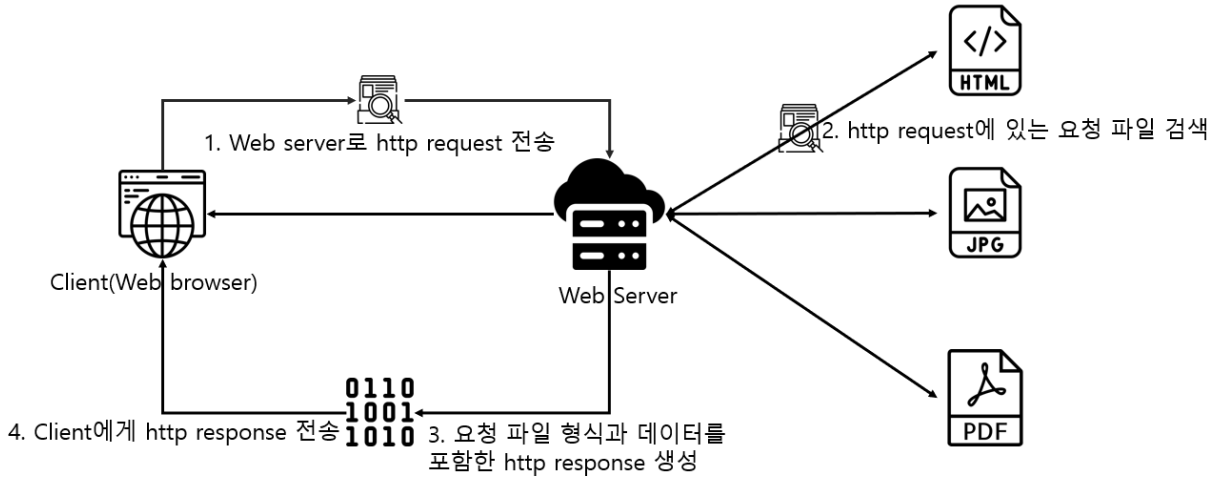 HTML
1. Web server로 http request 전송
2. http request에 있는 요청 파일 검색
JPG
Client(Web browser)
Web Server
PDF
0110
1001
1010
4. Client에게 http response 전송
3. 요청 파일 형식과 데이터를
포함한 http response 생성